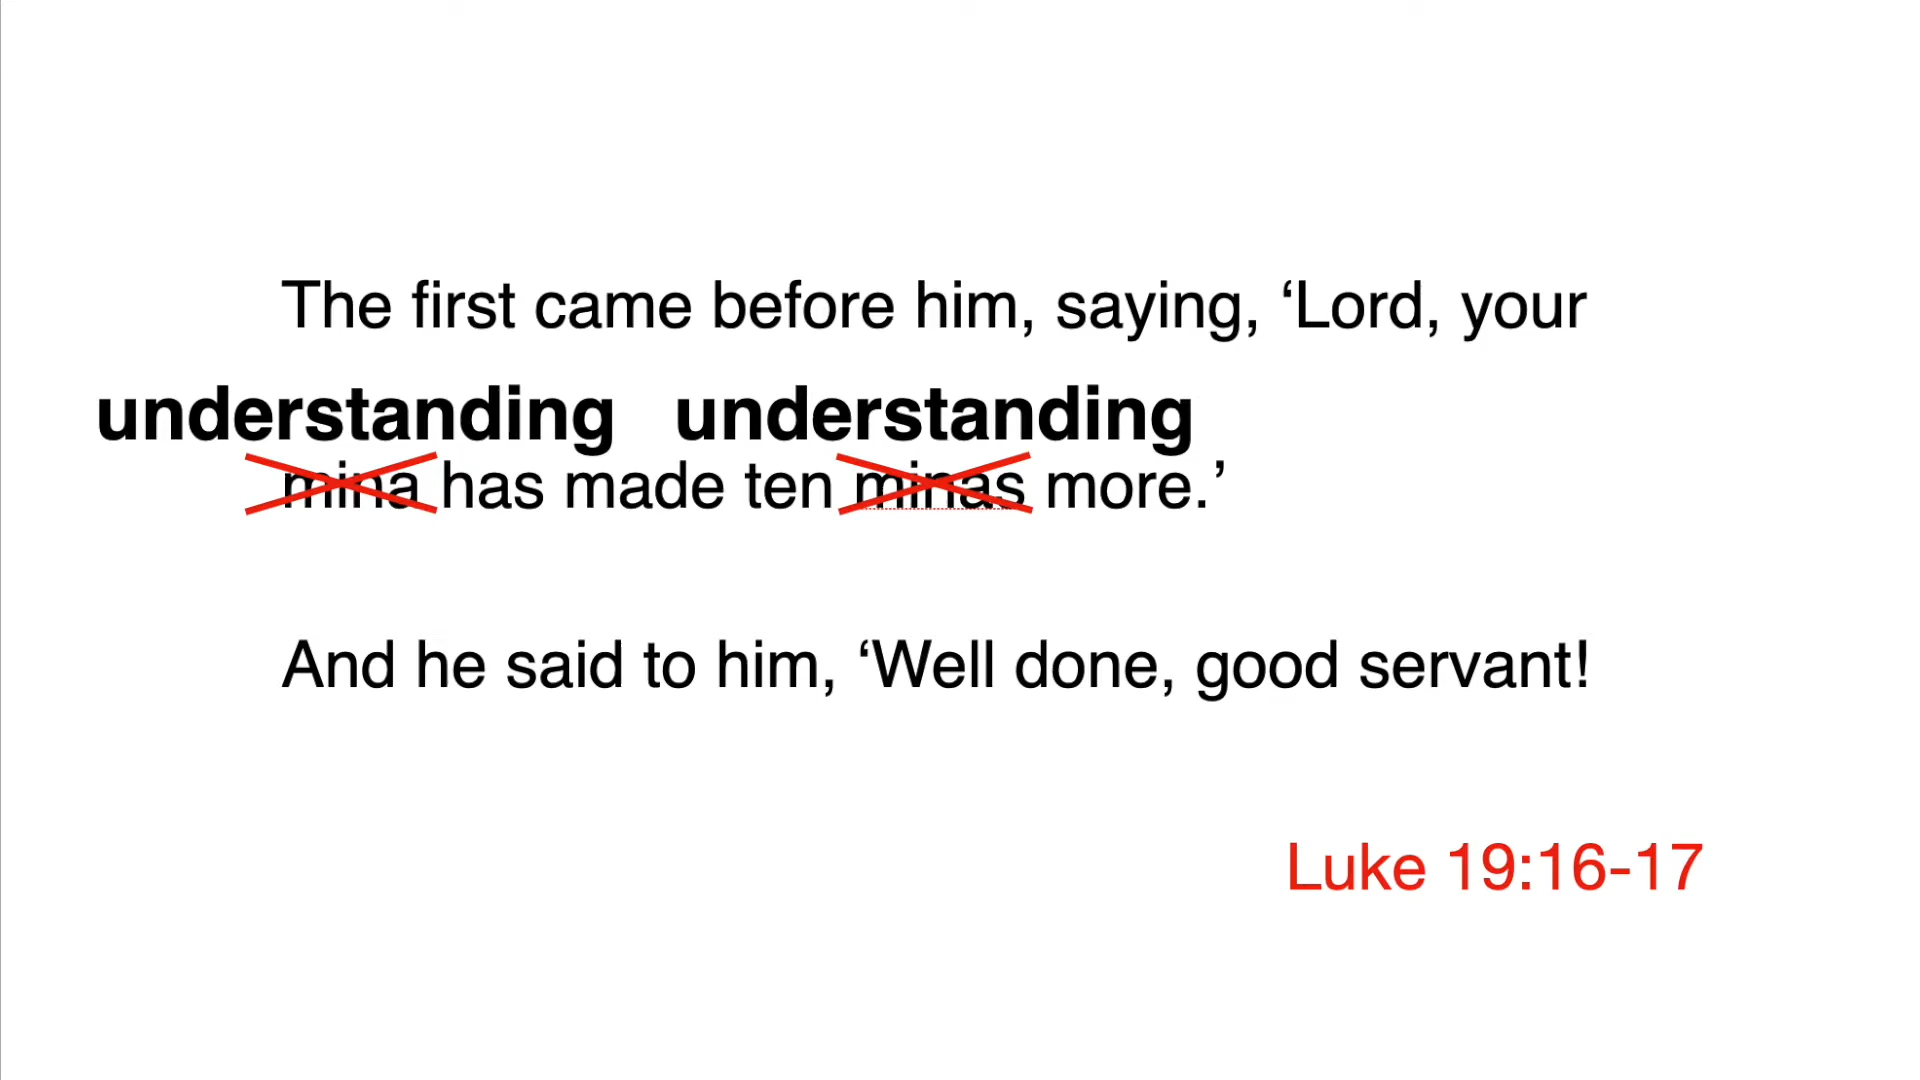 The first came before him, saying, ‘Lord, your
understanding understanding
mina has made ten minas more.’
And he said to him, ‘Well done, good servant!
Luke 19:16-17